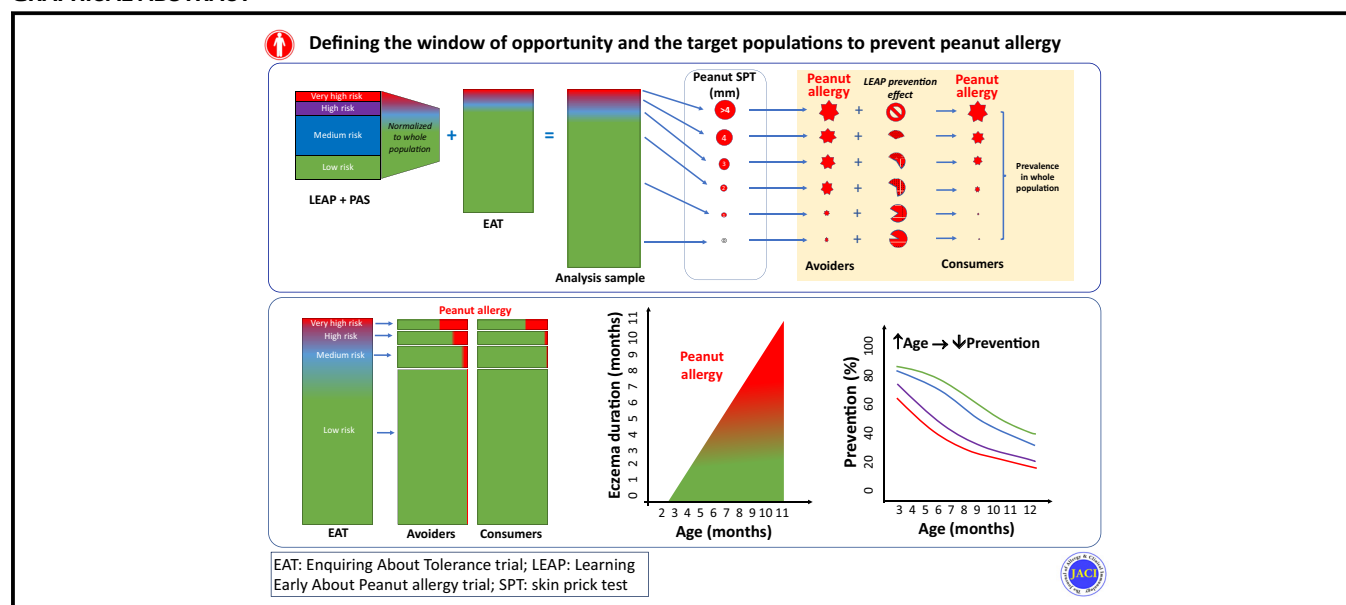 GRAPHICAL ABSTRACT
Defining the window of opportunity and the target populations to prevent peanut allergy
Very high risk
High risk
Medium risk
Low risk
Normalized
to whole
population
LEAP + PAS
+
EAT
=
Analysis sample
Peanut SPT
(mm)
>4
4
3
2
Peanut
allergy
LEAP prevention
effect
Peanut
allergy
+
+
+
+
+
+
Avoiders
Consumers
Prevalence
in whole
population
Peanut allergy
Very high risk
High risk
Medium risk
Low risk
EAT
Avoiders
Consumers
Eczema duration (months)
0 1 2 3 4 5 6 7 8 9 10 11
Peanut
allergy
2 3 4 5 6 7 8 9 10 11
Age (months)
Prevention (%)
0 20 40 60 80 100
↑Age → ↓Prevention
3 4 5 6 7 8 9 10 11 12
Age (months)
EAT: Enquiring About Tolerance trial; LEAP: Learning
Early About Peanut allergy trial; SPT: skin prick test
JACI